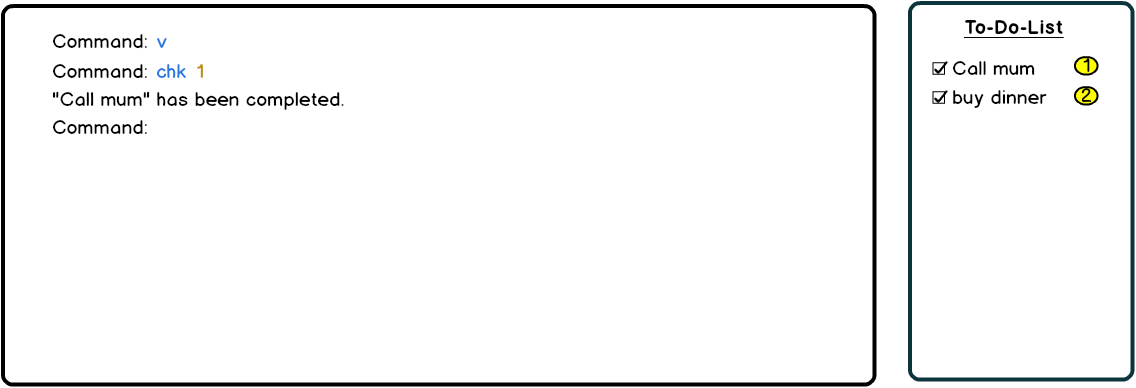 Command: v
Command: chk 1
"Call mum" has been completed.
Command:
To-Do-List
Call mum 1
buy dinner 2